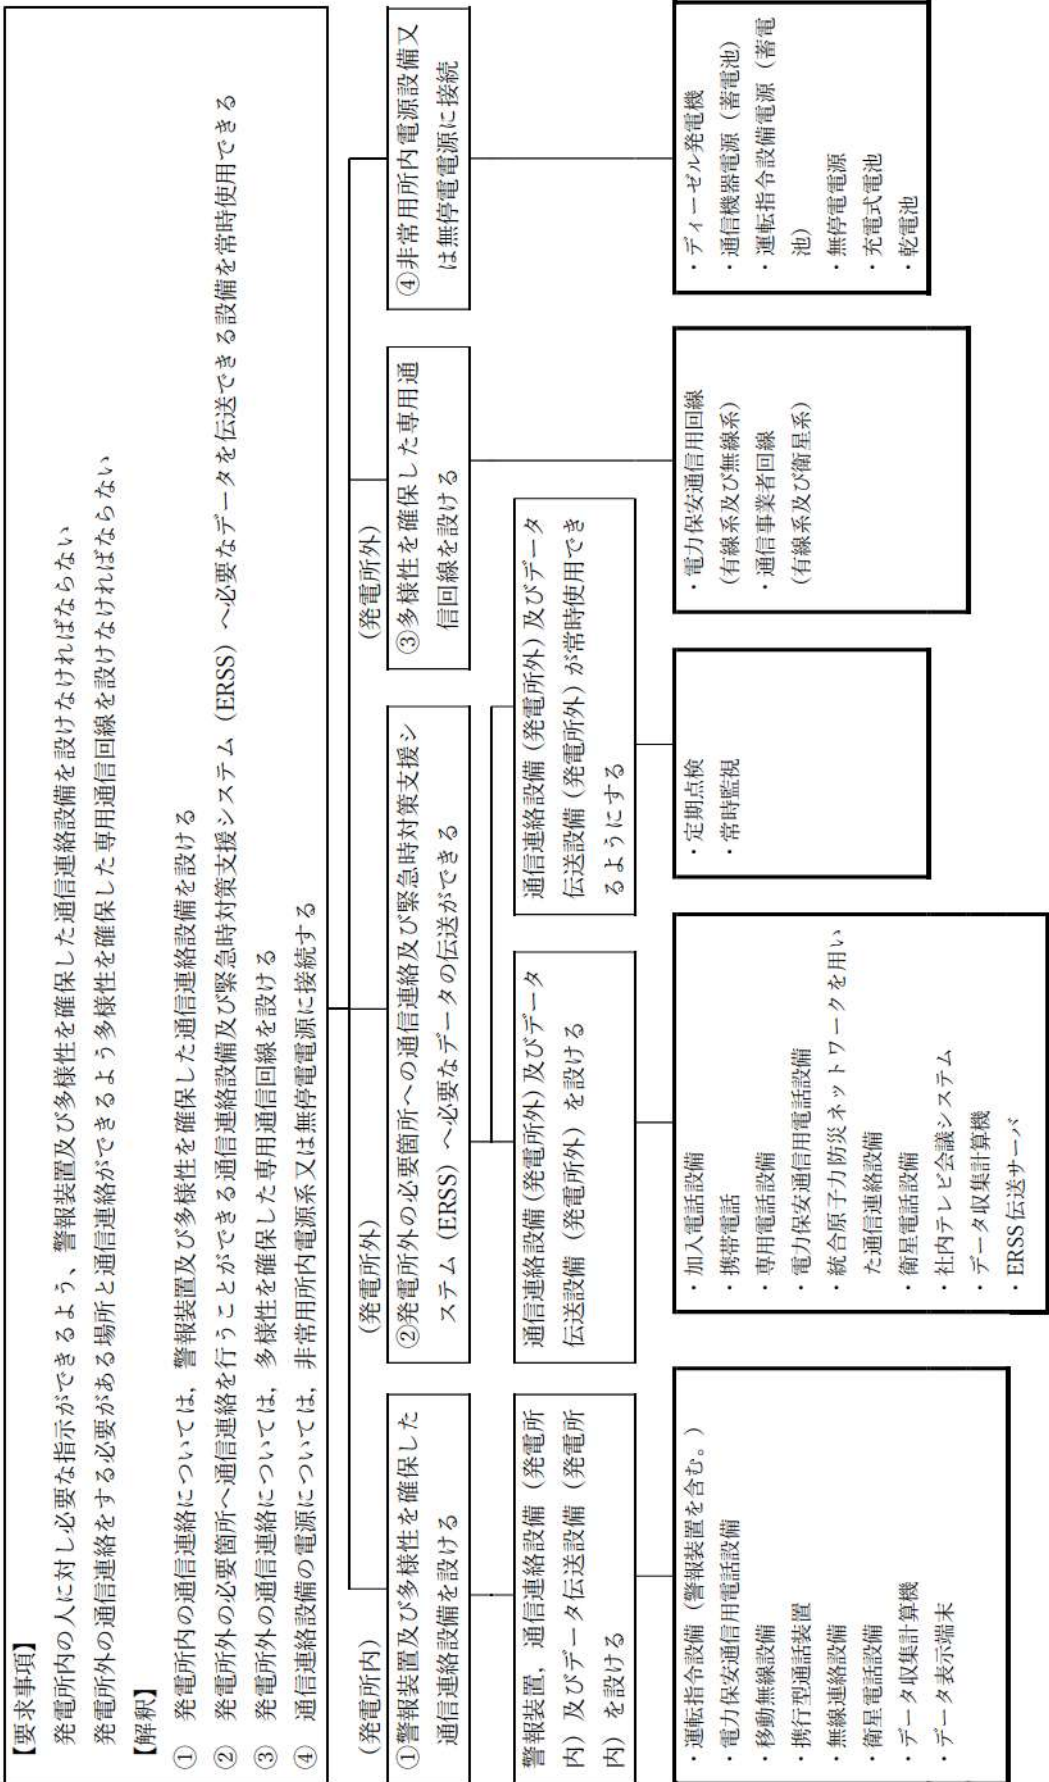 【要求事項】
発電所内の人に対し必要な指示ができるよう、警報装置及び多様性を確保した通信連絡設備を設けなければならない
発電所外の通信連絡をする必要がある場所と通信連絡ができるよう多様性を確保した専用通信回線を設けなければならない
【解釈】
① 発電所内の通信連絡については，警報装置及び多様性を確保した通信連絡設備を設ける
② 発電所外の必要箇所へ通信連絡を行うことができる通信連絡設備及び緊急時対策支援システム（ERSS）へ必要なデータを伝送できる設備を常時使用できる
③ 発電所外の通信連絡については，多様性を確保した専用通信回線を設ける
④ 通信連絡設備の電源については，非常用所内電源系又は無停電電源に接続する
(発電所内)
①警報装置及び多様性を確保した
通信連絡設備を設ける
警報装置，通信連絡設備（発電所
内）及びデータ伝送設備（発電所
内）を設ける
・運転指令設備（警報装置を含む。）
・電力保安通信用電話設備
・移動無線設備
・携行型通話装置
・無線連絡設備
・衛星電話設備
・データ収集計算機
・データ表示端末
(発電所外)
②発電所外の必要箇所への通信連絡及び緊急時対策支援シ
ステム（ERSS）へ必要なデータの伝送ができる
通信連絡設備(発電所外)及びデータ
伝送設備（発電所外）を設ける
・加入電話設備
・携帯電話
・専用電話設備
・電力保安通信用電話設備
・統合原子力防災ネットワークを用い
た通信連絡設備
・衛星電話設備
・社内テレビ会議システム
・データ収集計算機
・ERSS 伝送サーバ
通信連絡設備(発電所外)及びデータ
伝送設備(発電所外)が常時使用でき
るようにする
・定期点検
・常時監視
(発電所外)
③多様性を確保した専用通
信回線を設ける
・電力保安通信用回線
(有線系及び無線系)
・通信事業者回線
(有線系及び衛星系)
④非常用所内電源設備又
は無停電電源に接続
・ディーゼル発電機
・通信機器電源（蓄電池）
・運転指令設備電源（蓄電
池）
・無停電電源
・充電式電池
・乾電池